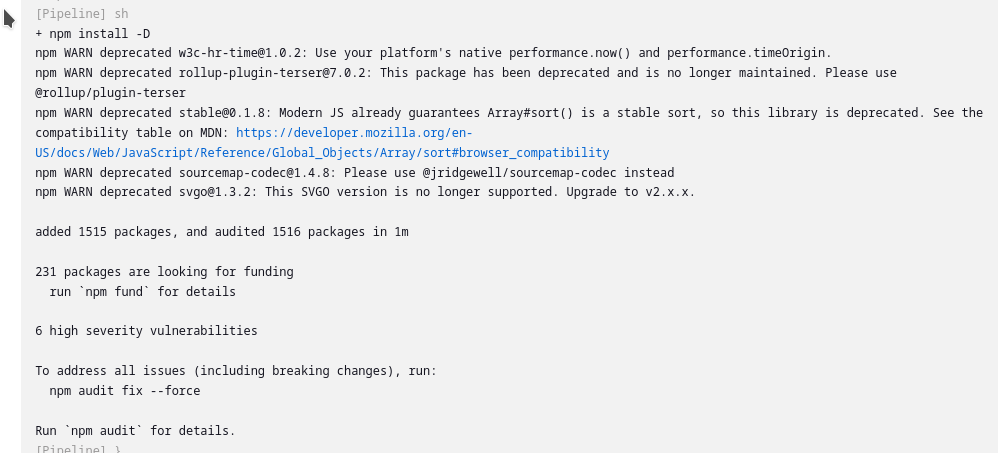 [Pipeline] sh
+ npm install -D
npm WARN deprecated w3c-hr-time@1.0.2: Use your platform's native performance.now() and performance.timeOrigin.
npm WARN deprecated rollup-plugin-terser@7.0.2: This package has been deprecated and is no longer maintained. Please use
@rollup/plugin-terser
npm WARN deprecated stable@0.1.8: Modern JS already guarantees Array#sort() is a stable sort, so this library is deprecated. See the
compatibility table on MDN: https://developer.mozilla.org/en-
US/docs/Web/JavaScript/Reference/Global_Objects/Array/sort#browser_compatibility
npm WARN deprecated sourcemap-codec@1.4.8: Please use @jridgewell/sourcemap-codec instead
npm WARN deprecated svgo@1.3.2: This SVGO version is no longer supported. Upgrade to v2.x.x.
added 1515 packages, and audited 1516 packages in 1m
231 packages are looking for funding
run `npm fund` for details
6 high severity vulnerabilities
To address all issues (including breaking changes), run:
npm audit fix --force
Run `npm audit` for details.
[Pipeline] }